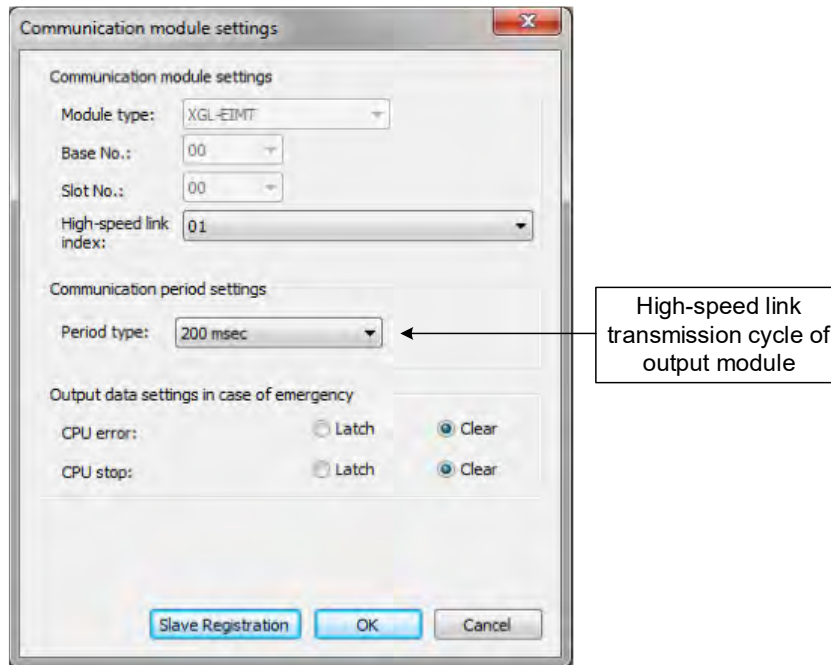 Communication module settings
Communication module settings
Module type: XGL-EIMT
Base No.: 00
Slot No.: 00
High-speed link
index: 01
Communication period settings
Period type: 200 msec
High-speed link
transmission cycle of
output module
Output data settings in case of emergency
CPU error: Latch Clear
CPU stop: Latch Clear
Slave Registration OK Cancel